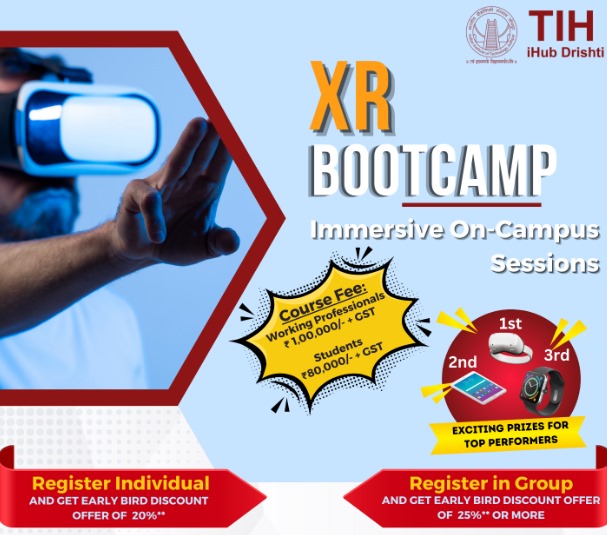 TIH
iHub Drishti
XR
BOOTCAMP
Immersive On-Campus
Sessions
Course Fee:
Working Professionals
₹ 1,00,000/- + GST
Students
₹80,000/- + GST
1st
2nd
3rd
EXCITING PRIZES FOR
TOP PERFORMERS
Register Individual
AND GET EARLY BIRD DISCOUNT
OFFER OF 20%**
Register in Group
AND GET EARLY BIRD DISCOUNT OFFER
OF 25%** OR MORE